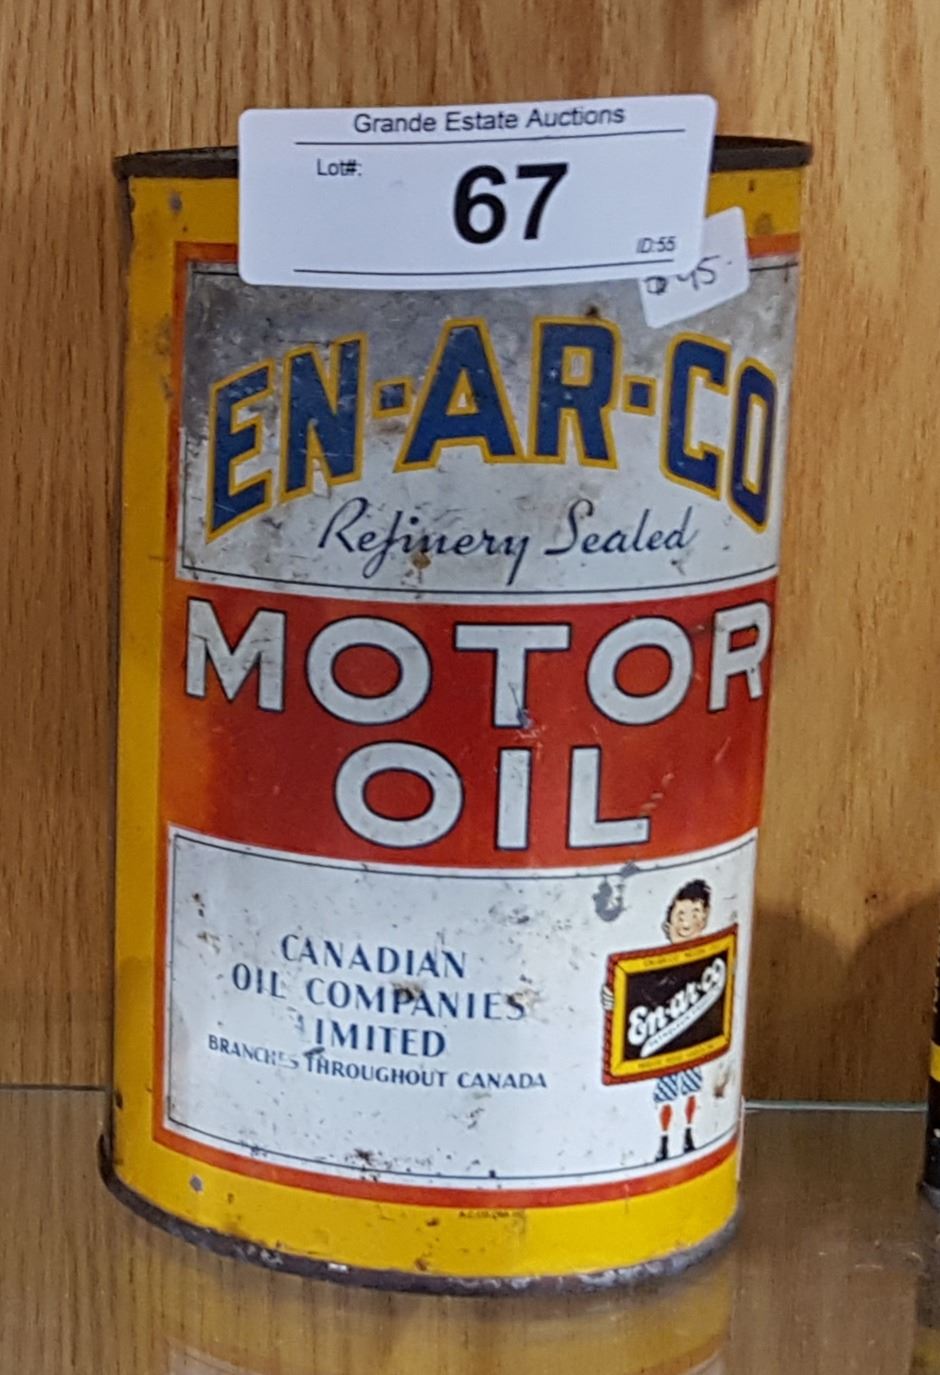 Grande Estate Auctions
Lot#:
67
ID:55
45
EN-AR-CO
Refinery Sealed
MOTOR
OIL
CANADIAN
OIL COMPANIES
LIMITED
BRANCHES THROUGHOUT CANADA
En-ar-co